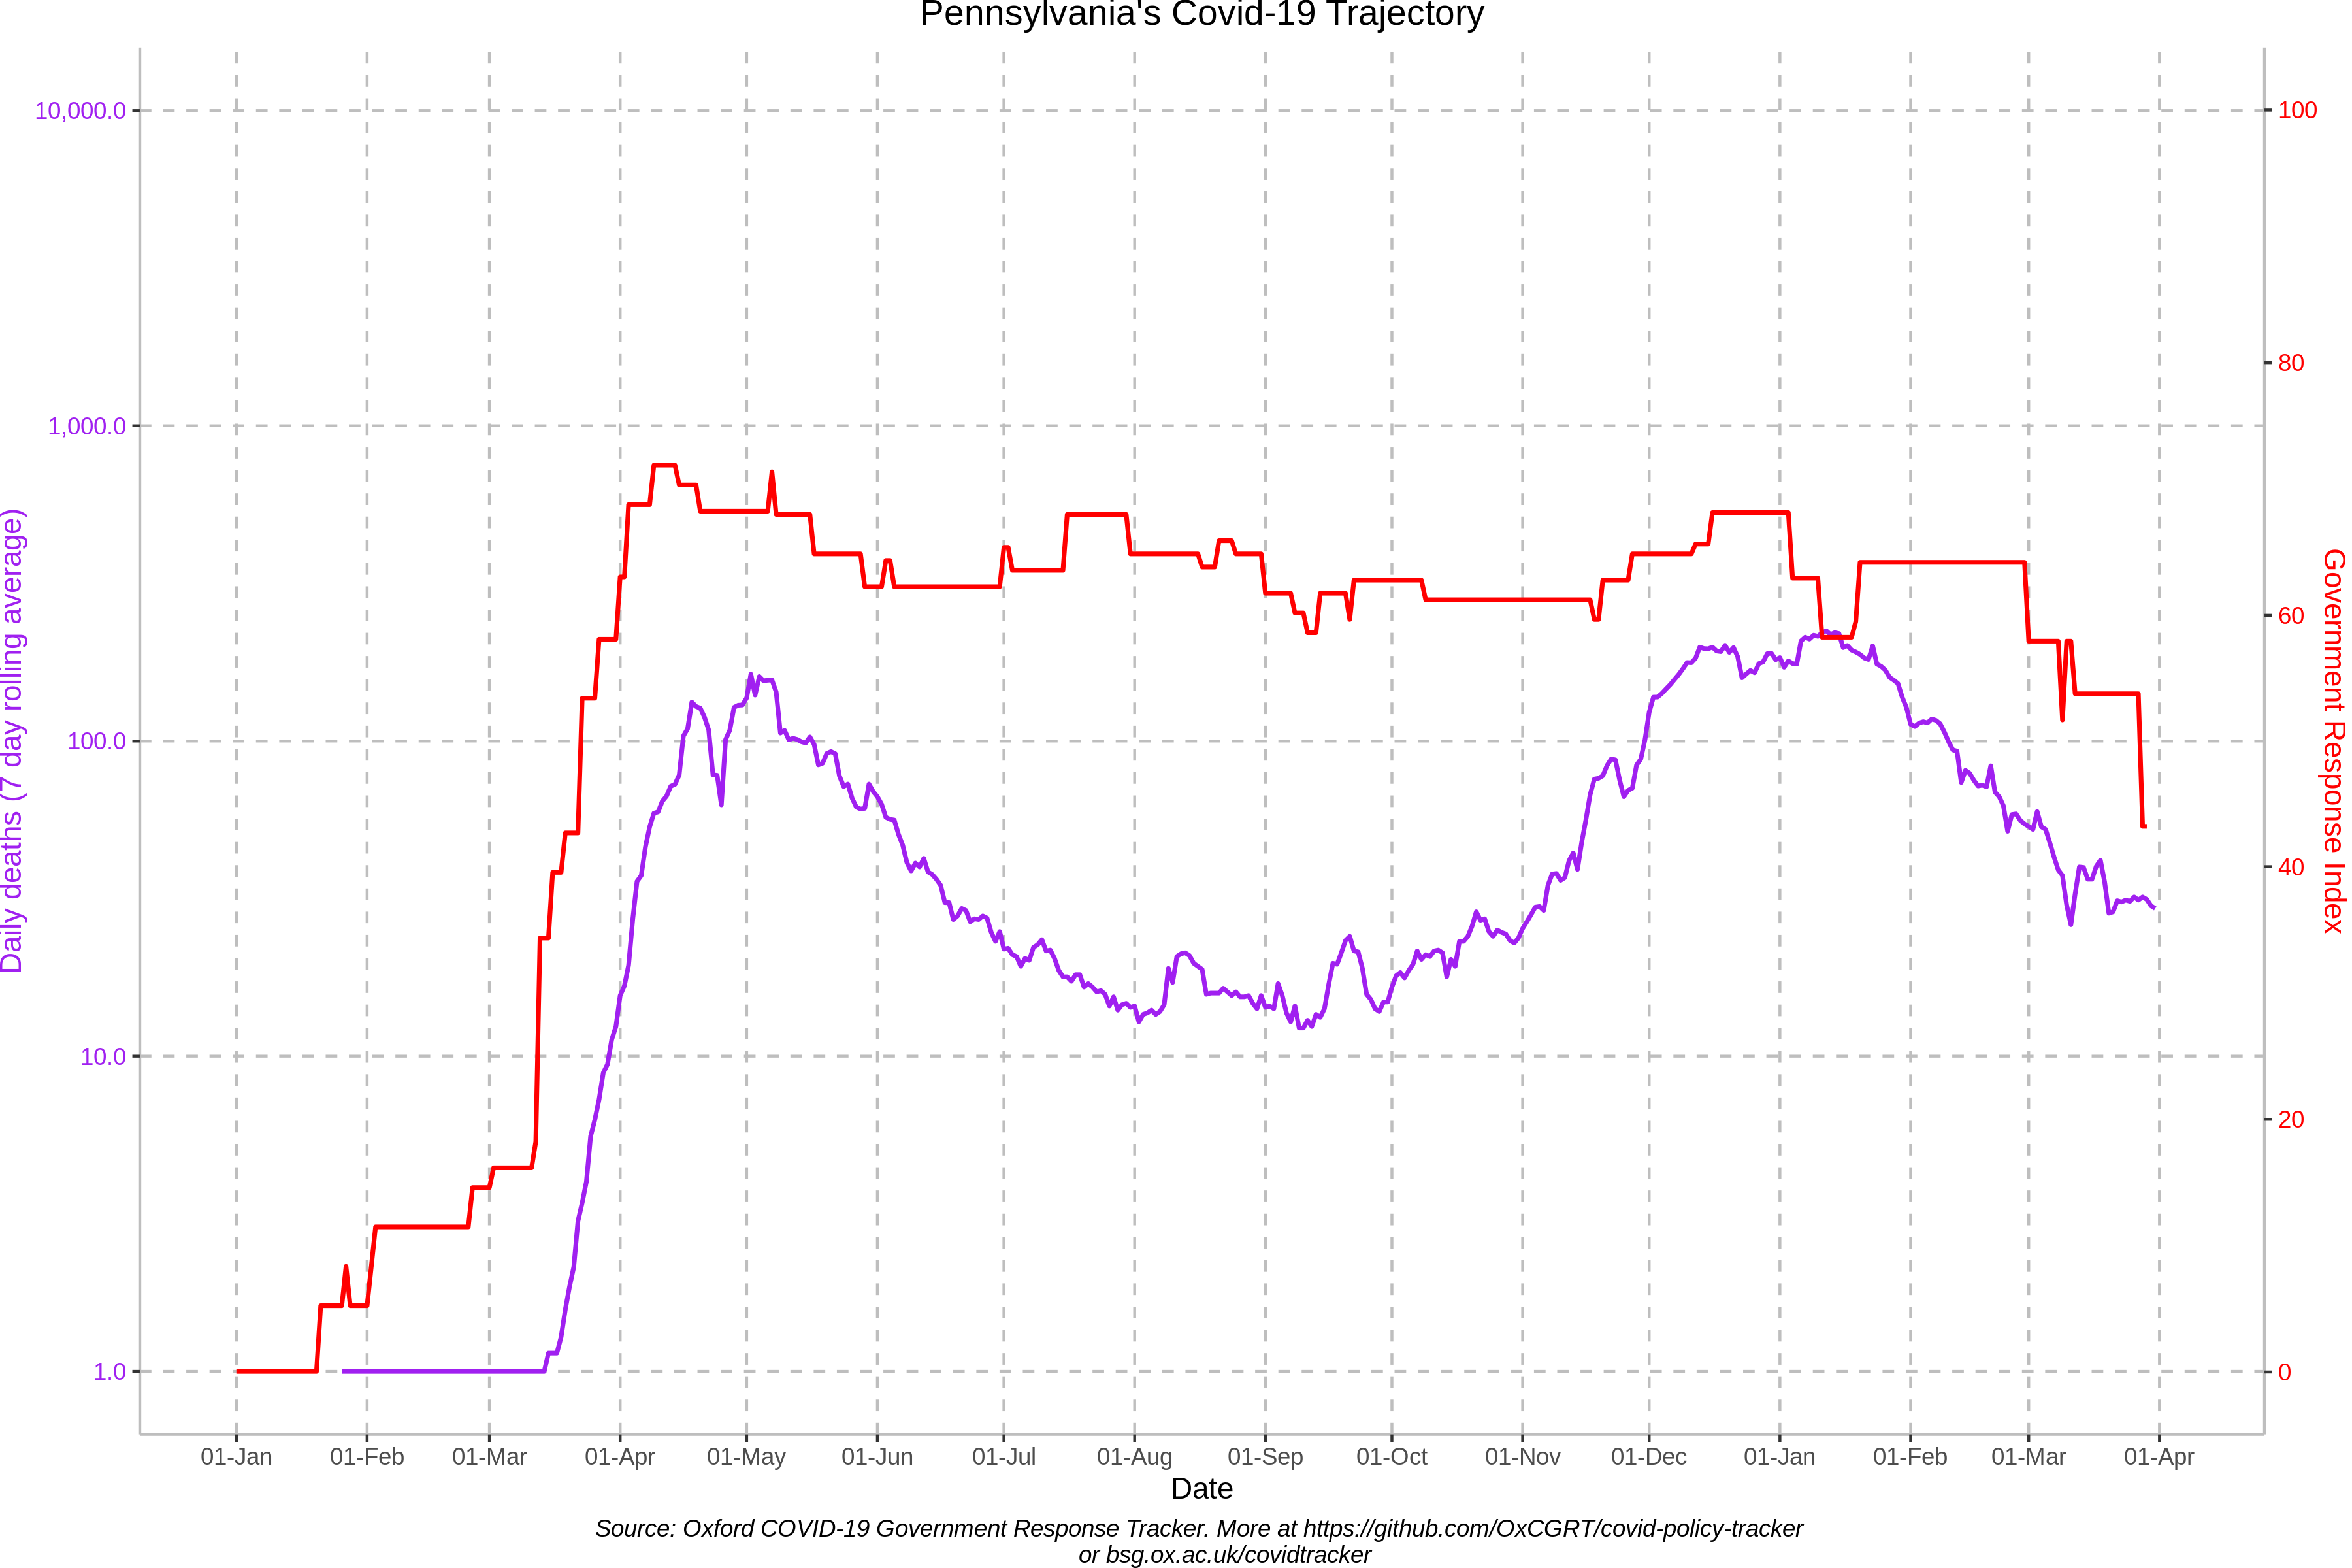 Pennsylvania's Covid-19 Trajectory
10,000.0
1,000.0
100.0
10.0
1.0
Daily deaths (7 day rolling average)
100
80
60
40
20
0
Government Response Index
01-Jan 01-Feb 01-Mar 01-Apr 01-May 01-Jun 01-Jul 01-Aug 01-Sep 01-Oct 01-Nov 01-Dec 01-Jan 01-Feb 01-Mar 01-Apr
Date
Source: Oxford COVID-19 Government Response Tracker. More at https://github.com/OxCGRT/covid-policy-tracker
or bsg.ox.ac.uk/covidtracker